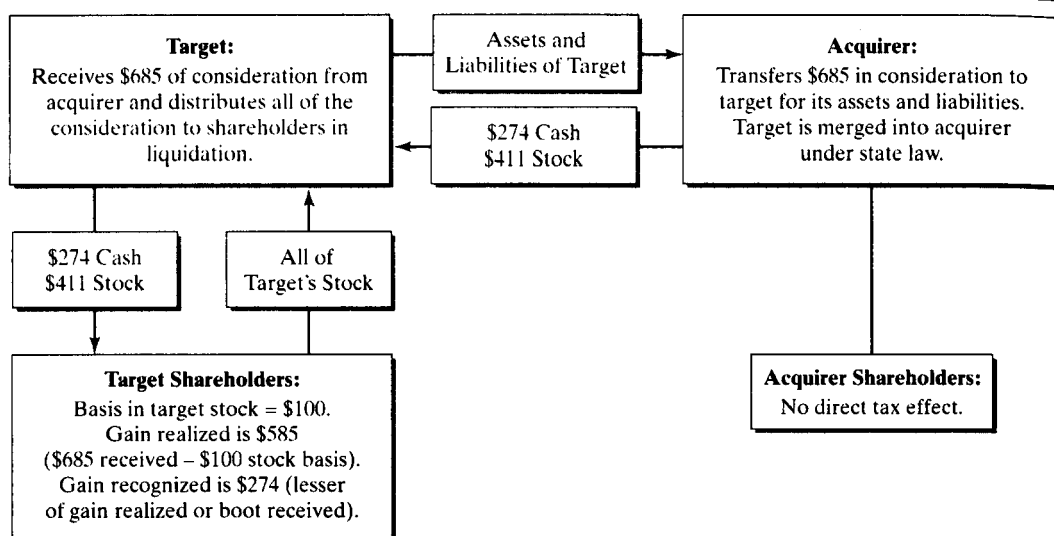 Target:
Receives $685 of consideration from
acquirer and distributes all of the
consideration to shareholders in
liquidation.
Assets and
Liabilities of Target
Acquirer:
Transfers $685 in consideration to
target for its assets and liabilities.
Target is merged into acquirer
under state law.
$274 Cash
$411 Stock
$274 Cash
$411 Stock
All of
Target's Stock
Target Shareholders:
Basis in target stock = $100.
Gain realized is $585
($685 received – $100 stock basis).
Gain recognized is $274 (lesser
of gain realized or boot received).
Acquirer Shareholders:
No direct tax effect.